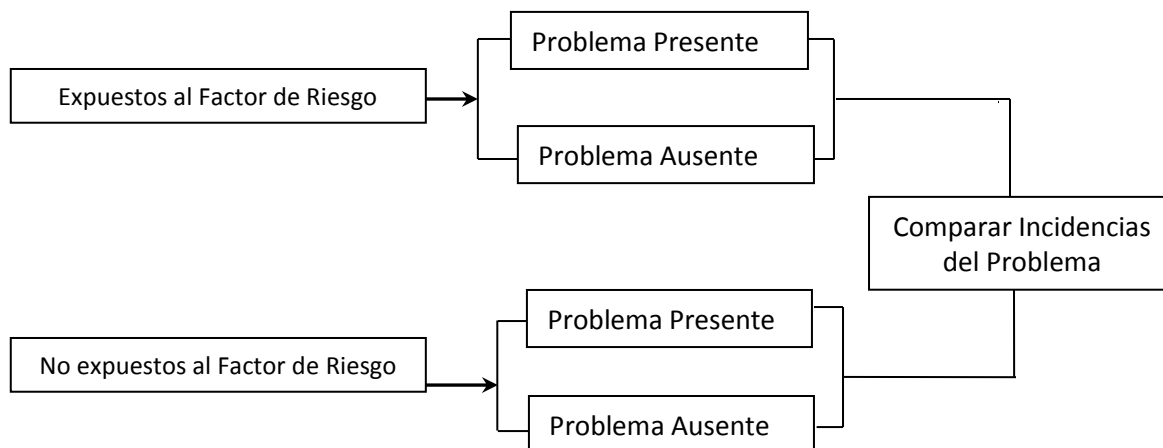 Problema Presente
Expuestos al Factor de Riesgo
Problema Ausente
Comparar Incidencias
del Problema
Problema Presente
No expuestos al Factor de Riesgo
Problema Ausente